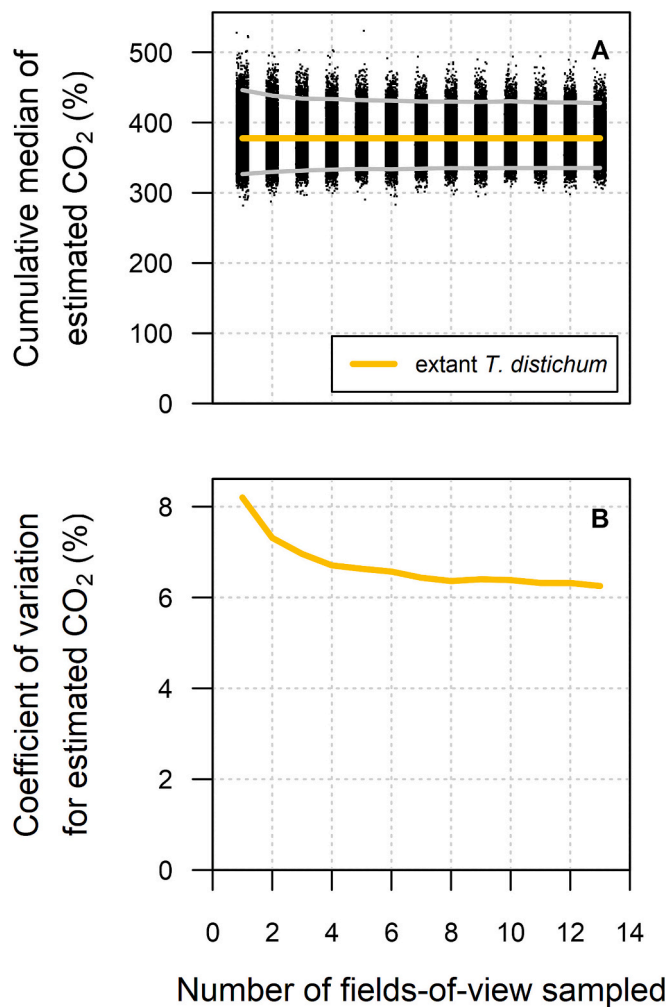 A
500
400
300
200
100
0
Cumulative median of
estimated CO₂ (%)
extant T. distichum
B
8
6
4
2
0
Coefficient of variation
for estimated CO₂ (%)
0 2 4 6 8 10 12 14
Number of fields-of-view sampled